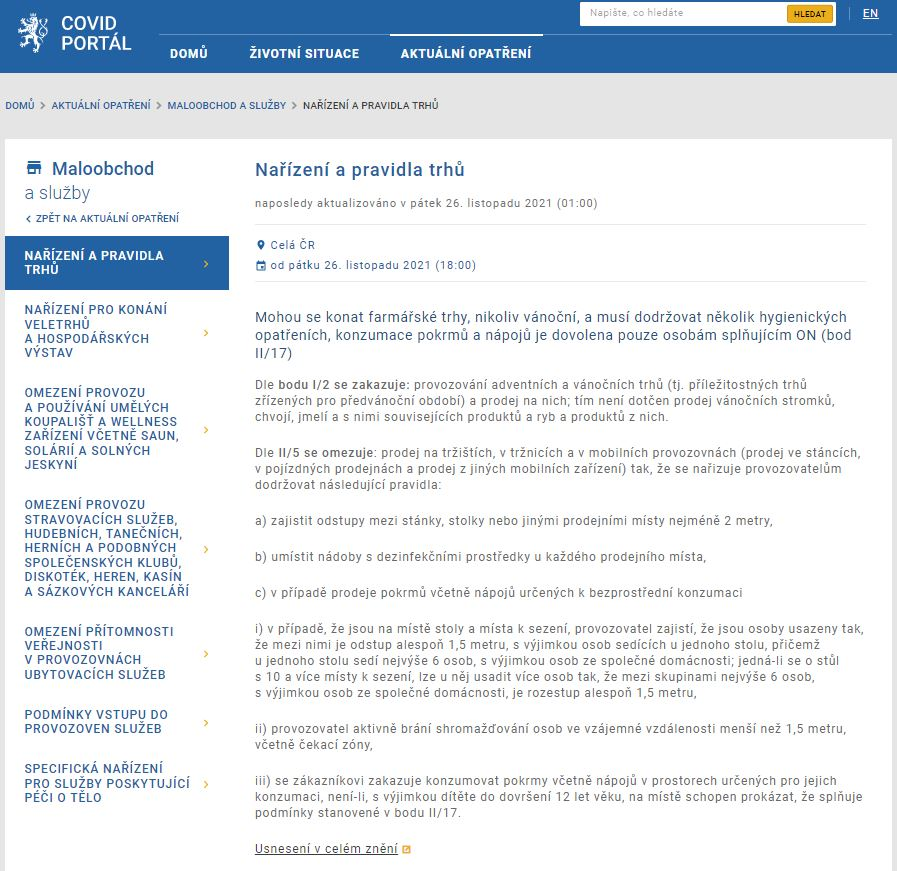 COVID
PORTÁL
Napište, co hledáte
HLEDAT
EN
DOMŮ
ŽIVOTNÍ SITUACE
AKTUÁLNÍ OPATŘENÍ
DOMŮ > AKTUÁLNÍ OPATŘENÍ > MALOOBCHOD A SLUŽBY > NAŘÍZENÍ A PRAVIDLA TRHŮ
Maloobchod
a služby
< ZPĚT NA AKTUÁLNÍ OPATŘENÍ
NAŘÍZENÍ A PRAVIDLA
TRHŮ
NAŘÍZENÍ PRO KONÁNÍ
VELETRHŮ
A HOSPODÁŘSKÝCH
VÝSTAV
OMEZENÍ PROVOZU
A POUŽÍVÁNÍ UMĚLÝCH
KOUPALIŠŤ A WELLNESS
ZAŘÍZENÍ VČETNĚ SAUN,
SOLÁRIÍ A SOLNÝCH
JESKYNÍ
OMEZENÍ PROVOZU
STRAVOVACÍCH SLUŽEB,
HUDEBNÍCH, TANEČNÍCH,
HERNÍCH A PODOBNÝCH
SPOLEČENSKÝCH KLUBŮ,
DISKOTÉK, HEREN, KASÍN
A SÁZKOVÝCH KANCELÁŘÍ
OMEZENÍ PŘÍTOMNOSTI
VEŘEJNOSTI
V PROVOZOVNÁCH
UBYTOVACÍCH SLUŽEB
PODMÍNKY VSTUPU DO
PROVOZOVEN SLUŽEB
SPECIFICKÁ NAŘÍZENÍ
PRO SLUŽBY POSKYTUJÍCÍ
PÉČI O TĚLO
Nařízení a pravidla trhů
naposledy aktualizováno v pátek 26. listopadu 2021 (01:00)
Celá ČR
od pátku 26. listopadu 2021 (18:00)
Mohou se konat farmářské trhy, nikoliv vánoční, a musí dodržovat několik hygienických
opatřeních, konzumace pokrmů a nápojů je dovolena pouze osobám splňujícím ON (bod
II/17)
Dle bodu I/2 se zakazuje: provozování adventních a vánočních trhů (tj. příležitostných trhů
zřízených pro předvánoční období) a prodej na nich; tím není dotčen prodej vánočních stromků,
chvojí, jmelí a s nimi souvisejících produktů a ryb a produktů z nich.
Dle II/5 se omezuje: prodej na tržištích, v tržnicích a v mobilních provozovnách (prodej ve stáncích,
v pojízdných prodejnách a prodej z jiných mobilních zařízení) tak, že se nařizuje provozovatelům
dodržovat následující pravidla:
a) zajistit odstupy mezi stánky, stolky nebo jinými prodejními místy nejméně 2 metry,
b) umístit nádoby s dezinfekčními prostředky u každého prodejního místa,
c) v případě prodeje pokrmů včetně nápojů určených k bezprostřední konzumaci
i) v případě, že jsou na místě stoly a místa k sezení, provozovatel zajistí, že jsou osoby usazeny tak,
že mezi nimi je odstup alespoň 1,5 metru, s výjimkou osob sedících u jednoho stolu, přičemž
u jednoho stolu sedí nejvýše 6 osob, s výjimkou osob ze společné domácnosti; jedná-li se o stůl
s 10 a více místy k sezení, lze u něj usadit více osob tak, že mezi skupinami nejvýše 6 osob,
s výjimkou osob ze společné domácnosti, je rozestup alespoň 1,5 metru,
ii) provozovatel aktivně brání shromažďování osob ve vzájemné vzdálenosti menší než 1,5 metru,
včetně čekací zóny,
iii) se zákazníkovi zakazuje konzumovat pokrmy včetně nápojů v prostorech určených pro jejich
konzumaci, není-li, s výjimkou dítěte do dovršení 12 let věku, na místě schopen prokázat, že splňuje
podmínky stanovené v bodu II/17.
Usnesení v celém znění